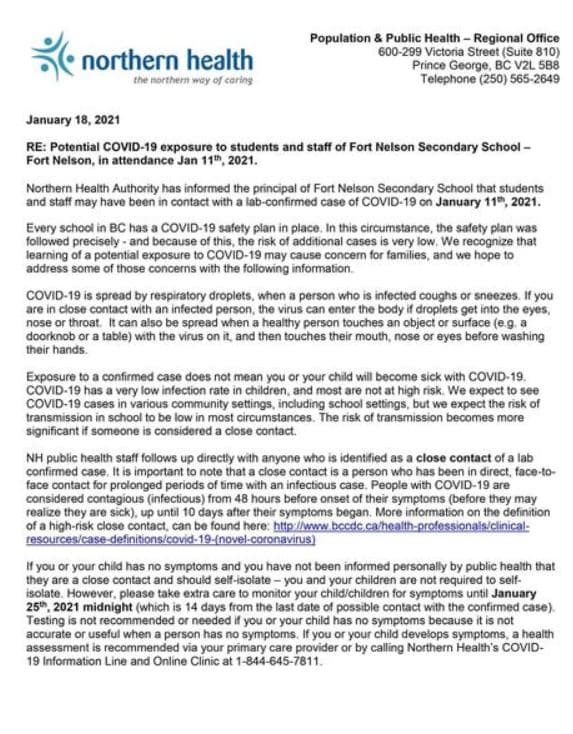 northern health
the northern way of caring
Population & Public Health – Regional Office
600-299 Victoria Street (Suite 810)
Prince George, BC V2L 5B8
Telephone (250) 565-2649
January 18, 2021
RE: Potential COVID-19 exposure to students and staff of Fort Nelson Secondary School –
Fort Nelson, in attendance Jan 11th, 2021.
Northern Health Authority has informed the principal of Fort Nelson Secondary School that students
and staff may have been in contact with a lab-confirmed case of COVID-19 on January 11th, 2021.
Every school in BC has a COVID-19 safety plan in place. In this circumstance, the safety plan was
followed precisely - and because of this, the risk of additional cases is very low. We recognize that
learning of a potential exposure to COVID-19 may cause concern for families, and we hope to
address some of those concerns with the following information.
COVID-19 is spread by respiratory droplets, when a person who is infected coughs or sneezes. If you
are in close contact with an infected person, the virus can enter the body if droplets get into the eyes,
nose or throat. It can also be spread when a healthy person touches an object or surface (e.g. a
doorknob or a table) with the virus on it, and then touches their mouth, nose or eyes before washing
their hands.
Exposure to a confirmed case does not mean you or your child will become sick with COVID-19.
COVID-19 has a very low infection rate in children, and most are not at high risk. We expect to see
COVID-19 cases in various community settings, including school settings, but we expect the risk of
transmission in school to be low in most circumstances. The risk of transmission becomes more
significant if someone is considered a close contact.
NH public health staff follows up directly with anyone who is identified as a close contact of a lab
confirmed case. It is important to note that a close contact is a person who has been in direct, face-to-
face contact for prolonged periods of time with an infectious case. People with COVID-19 are
considered contagious (infectious) from 48 hours before onset of their symptoms (before they may
realize they are sick), up until 10 days after their symptoms began. More information on the definition
of a high-risk close contact, can be found here: http://www.bccdc.ca/health-professionals/clinical-
resources/case-definitions/covid-19-(novel-coronavirus)
If you or your child has no symptoms and you have not been informed personally by public health that
they are a close contact and should self-isolate – you and your children are not required to self-
isolate. However, please take extra care to monitor your child/children for symptoms until January
25th, 2021 midnight (which is 14 days from the last date of possible contact with the confirmed case).
Testing is not recommended or needed if you or your child has no symptoms because it is not
accurate or useful when a person has no symptoms. If you or your child develops symptoms, a health
assessment is recommended via your primary care provider or by calling Northern Health's COVID-
19 Information Line and Online Clinic at 1-844-645-7811.